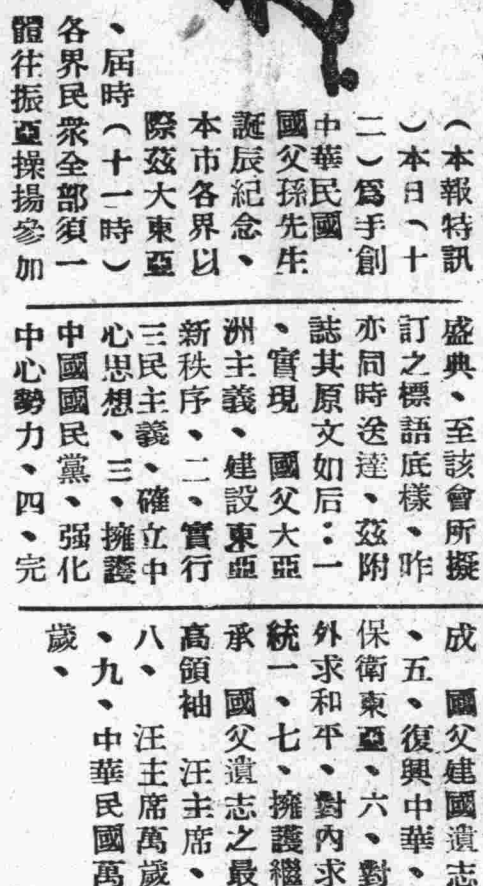 （本報特訊
）本日（十
二）爲手創
中華民國
國父孫先生
誕辰紀念、
本市各界以
際茲大東亞
、屆時（十一時）
各界民衆全部須一
體往振亞操揚參加
盛典、至該會所擬
訂之標語底樣、昨
亦同時送達、茲附
誌其原文如后：一
、實現　國父大亞
洲主義、建設東亞
新秩序、二、實行
三民主義、確立中
心思想、三、擁護
中國國民黨、强化
中心勢力、四、完
成　國父建國遺志
、五、復興中華、
保衛東亞、六、對
外求和平、對內求
統一、七、擁護繼
承　國父遺志之最
高領袖　汪主席、
八、　汪主席萬歲
、九、中華民國萬
歲、